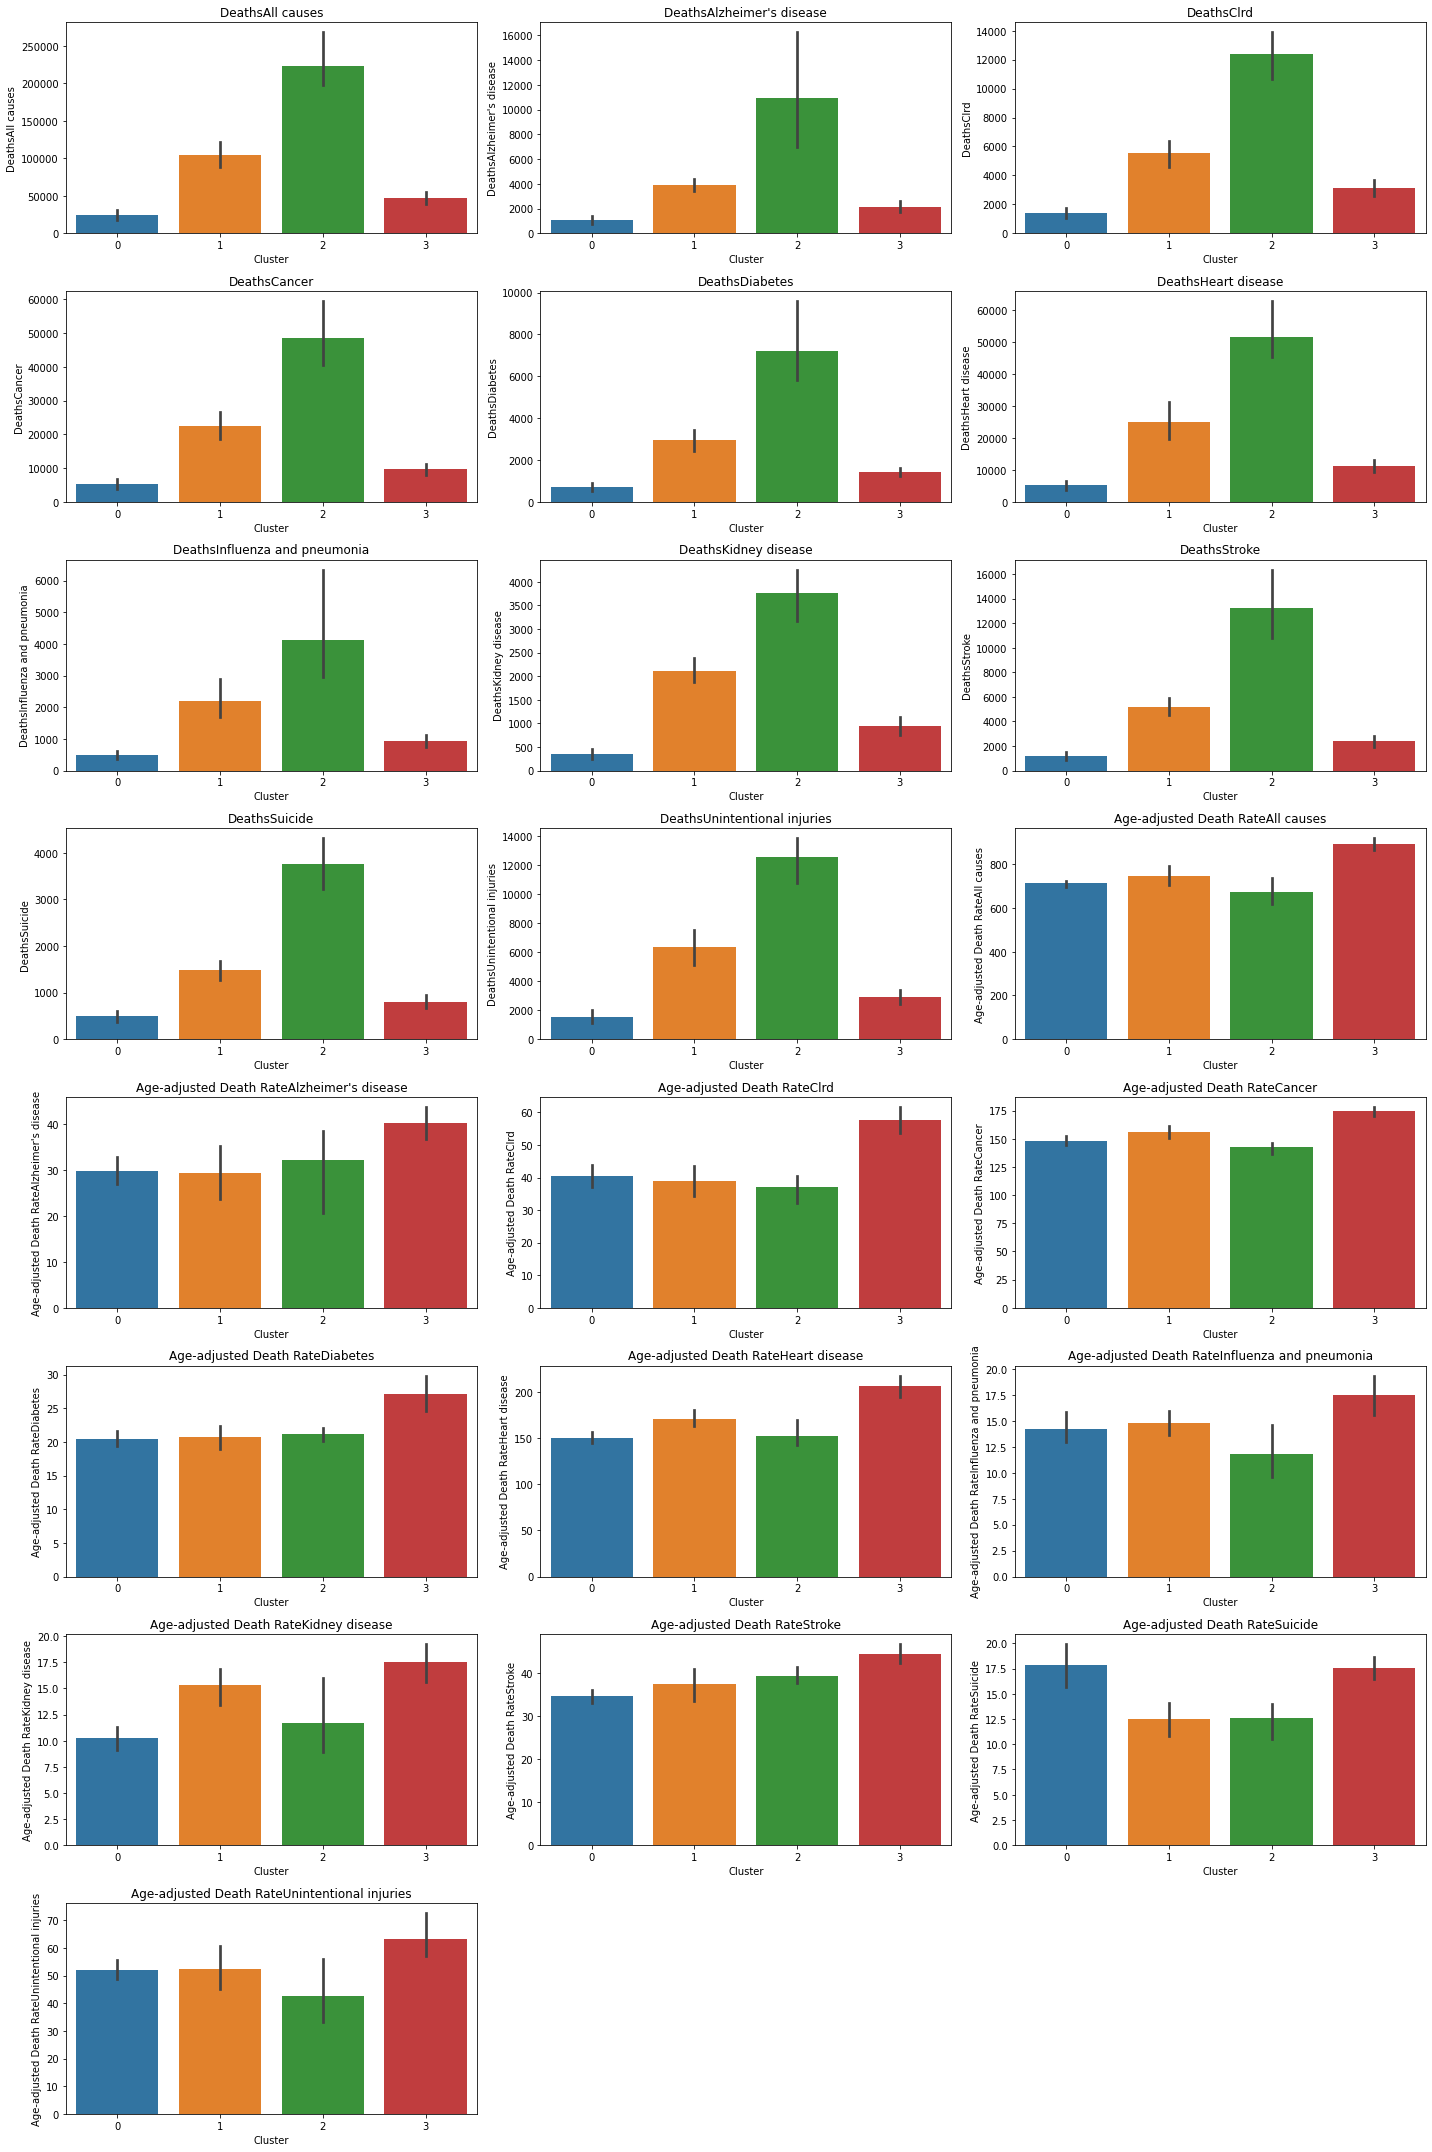 DeathsAll causes
DeathsAll causes
250000
200000
150000
100000
50000
0
0 1 2 3
Cluster
DeathsAlzheimer's disease
DeathsAlzheimer's disease
16000
14000
12000
10000
8000
6000
4000
2000
0
0 1 2 3
Cluster
DeathsClrd
DeathsClrd
14000
12000
10000
8000
6000
4000
2000
0
0 1 2 3
Cluster
DeathsCancer
DeathsCancer
60000
50000
40000
30000
20000
10000
0
0 1 2 3
Cluster
DeathsDiabetes
DeathsDiabetes
10000
8000
6000
4000
2000
0
0 1 2 3
Cluster
DeathsHeart disease
DeathsHeart disease
60000
50000
40000
30000
20000
10000
0
0 1 2 3
Cluster
DeathsInfluenza and pneumonia
DeathsInfluenza and pneumonia
6000
5000
4000
3000
2000
1000
0
0 1 2 3
Cluster
DeathsKidney disease
DeathsKidney disease
4000
3500
3000
2500
2000
1500
1000
500
0
0 1 2 3
Cluster
DeathsStroke
DeathsStroke
16000
14000
12000
10000
8000
6000
4000
2000
0
0 1 2 3
Cluster
DeathsSuicide
DeathsSuicide
4000
3000
2000
1000
0
0 1 2 3
Cluster
DeathsUnintentional injuries
DeathsUnintentional injuries
14000
12000
10000
8000
6000
4000
2000
0
0 1 2 3
Cluster
Age-adjusted Death RateAll causes
Age-adjusted Death RateAll causes
800
600
400
200
0
0 1 2 3
Cluster
Age-adjusted Death RateAlzheimer's disease
Age-adjusted Death RateAlzheimer's disease
40
30
20
10
0
0 1 2 3
Cluster
Age-adjusted Death RateClrd
Age-adjusted Death RateClrd
60
50
40
30
20
10
0
0 1 2 3
Cluster
Age-adjusted Death RateCancer
Age-adjusted Death RateCancer
175
150
125
100
75
50
25
0
0 1 2 3
Cluster
Age-adjusted Death RateDiabetes
Age-adjusted Death RateDiabetes
30
25
20
15
10
5
0
0 1 2 3
Cluster
Age-adjusted Death RateHeart disease
Age-adjusted Death RateHeart disease
200
150
100
50
0
0 1 2 3
Cluster
Age-adjusted Death RateInfluenza and pneumonia
Age-adjusted Death RateInfluenza and pneumonia
20.0
17.5
15.0
12.5
10.0
7.5
5.0
2.5
0.0
0 1 2 3
Cluster
Age-adjusted Death RateKidney disease
Age-adjusted Death RateKidney disease
20.0
17.5
15.0
12.5
10.0
7.5
5.0
2.5
0.0
0 1 2 3
Cluster
Age-adjusted Death RateStroke
Age-adjusted Death RateStroke
40
30
20
10
0
0 1 2 3
Cluster
Age-adjusted Death RateSuicide
Age-adjusted Death RateSuicide
20.0
17.5
15.0
12.5
10.0
7.5
5.0
2.5
0.0
0 1 2 3
Cluster
Age-adjusted Death RateUnintentional injuries
Age-adjusted Death RateUnintentional injuries
70
60
50
40
30
20
10
0
0 1 2 3
Cluster